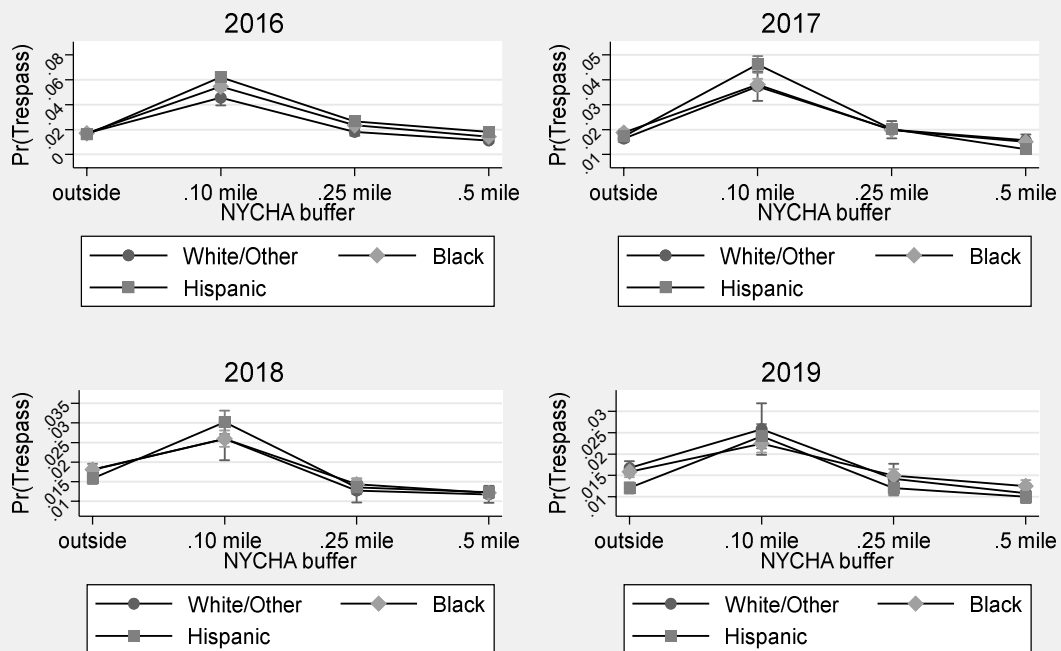 2016
Pr(Trespass)
.08
.06
.04
.02
0
outside .10 mile .25 mile .5 mile
NYCHA buffer
White/Other Black
Hispanic
2017
Pr(Trespass)
.05
.04
.03
.02
.01
outside .10 mile .25 mile .5 mile
NYCHA buffer
White/Other Black
Hispanic
2018
Pr(Trespass)
.035
.03
.025
.02
.015
.01
outside .10 mile .25 mile .5 mile
NYCHA buffer
White/Other Black
Hispanic
2019
Pr(Trespass)
.03
.025
.02
.015
.01
outside .10 mile .25 mile .5 mile
NYCHA buffer
White/Other Black
Hispanic